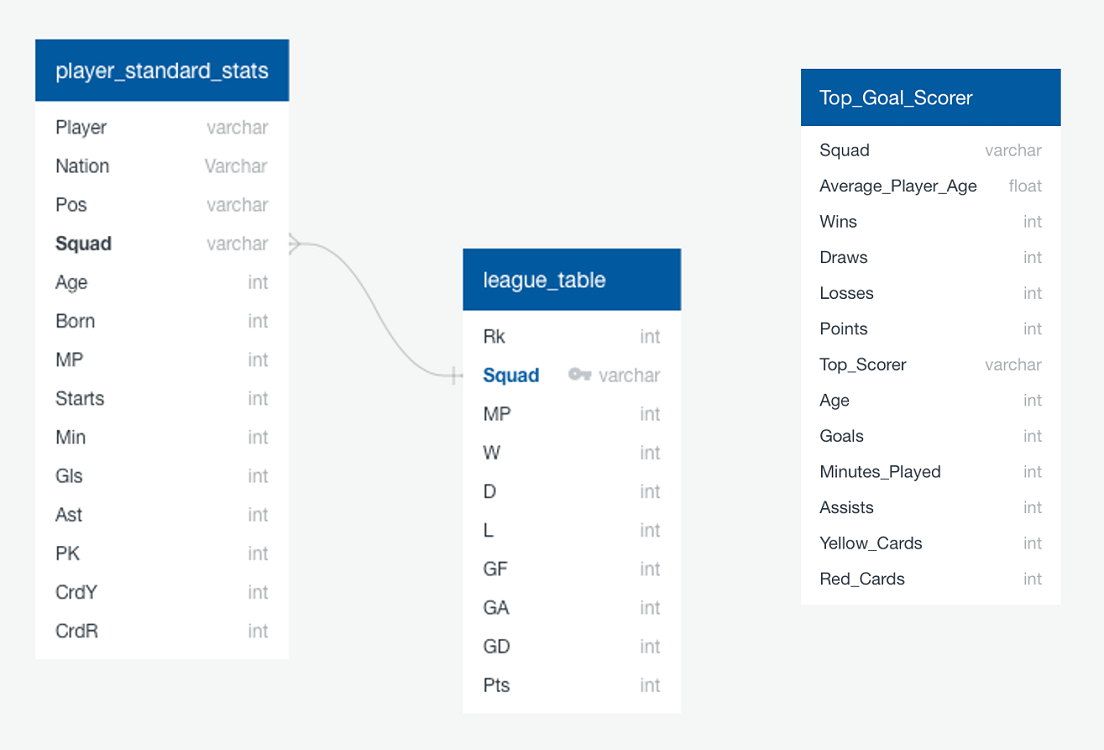 player_standard_stats
Player varchar
Nation Varchar
Pos varchar
Squad varchar
Age int
Born int
MP int
Starts int
Min int
Gls int
Ast int
PK int
CrdY int
CrdR int
league_table
Rk int
Squad varchar
MP int
W int
D int
L int
GF int
GA int
GD int
Pts int
Top_Goal_Scorer
Squad varchar
Average_Player_Age float
Wins int
Draws int
Losses int
Points int
Top_Scorer varchar
Age int
Goals int
Minutes_Played int
Assists int
Yellow_Cards int
Red_Cards int